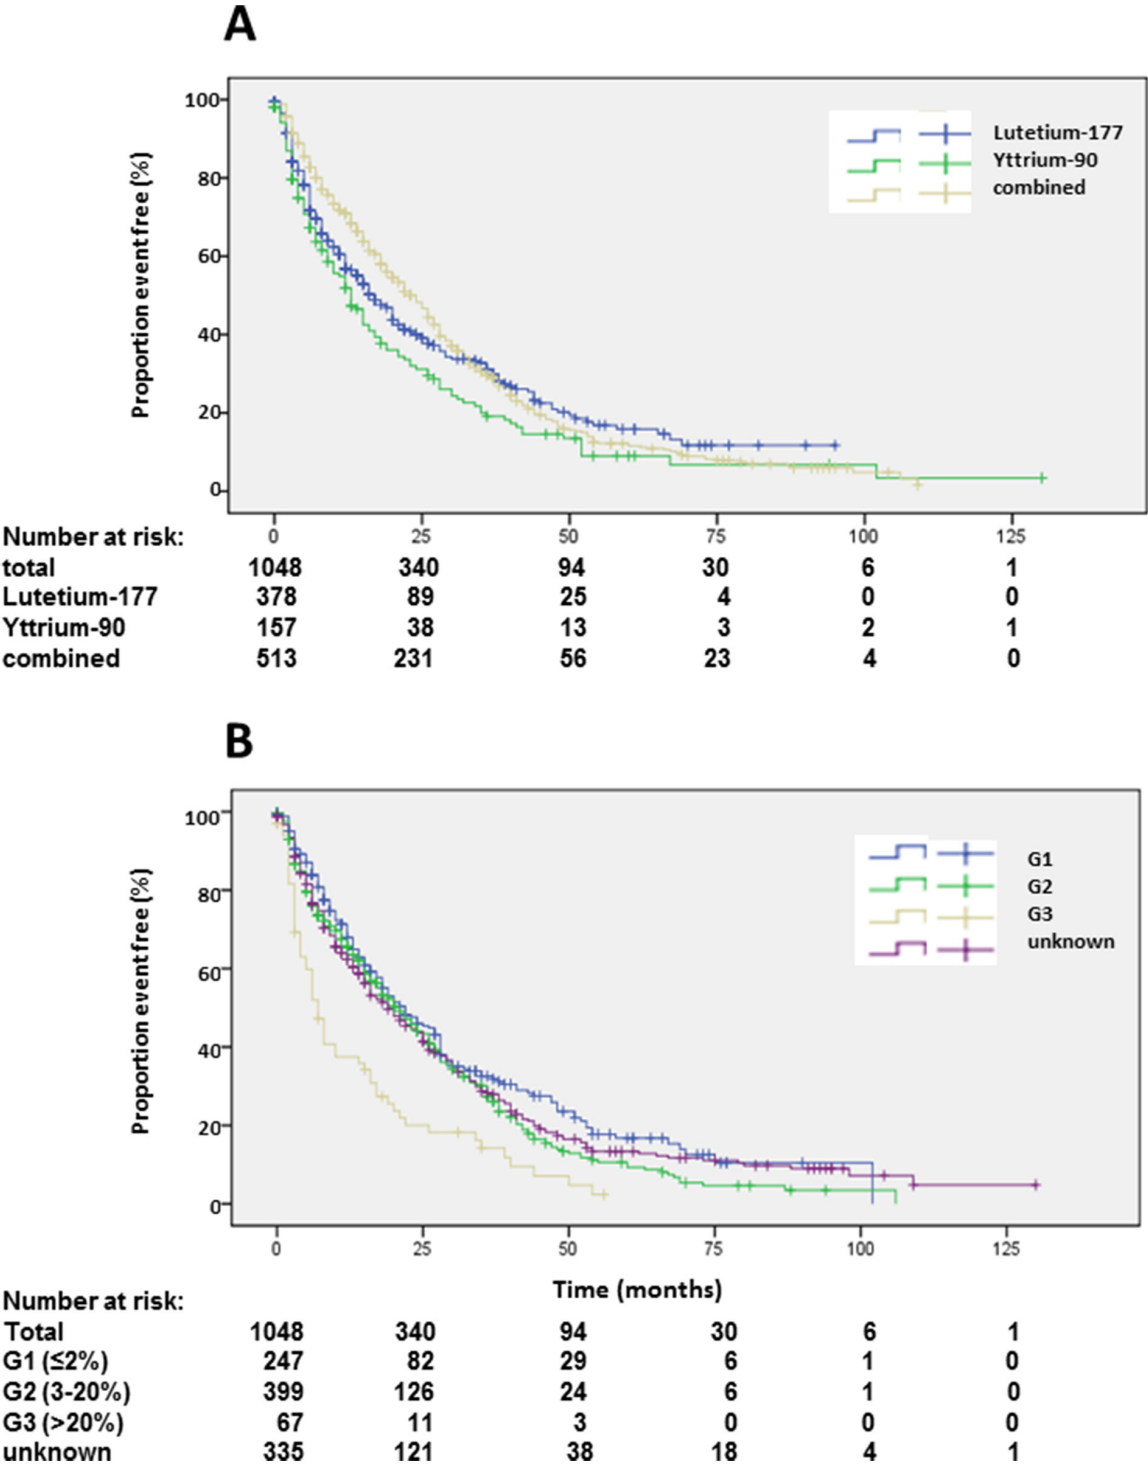 A
Proportion event free (%)
100
80
60
40
20
0
Lutetium-177
Yttrium-90
combined
Number at risk: 0 25 50 75 100 125
total 1048 340 94 30 6 1
Lutetium-177 378 89 25 4 0 0
Yttrium-90 157 38 13 3 2 1
combined 513 231 56 23 4 0
B
Proportion event free (%)
100
80
60
40
20
0
G1
G2
G3
unknown
0 25 50 75 100 125
Time (months)
Number at risk:
Total 1048 340 94 30 6 1
G1 (≤2%) 247 82 29 6 1 0
G2 (3-20%) 399 126 24 6 1 0
G3 (>20%) 67 11 3 0 0 0
unknown 335 121 38 18 4 1